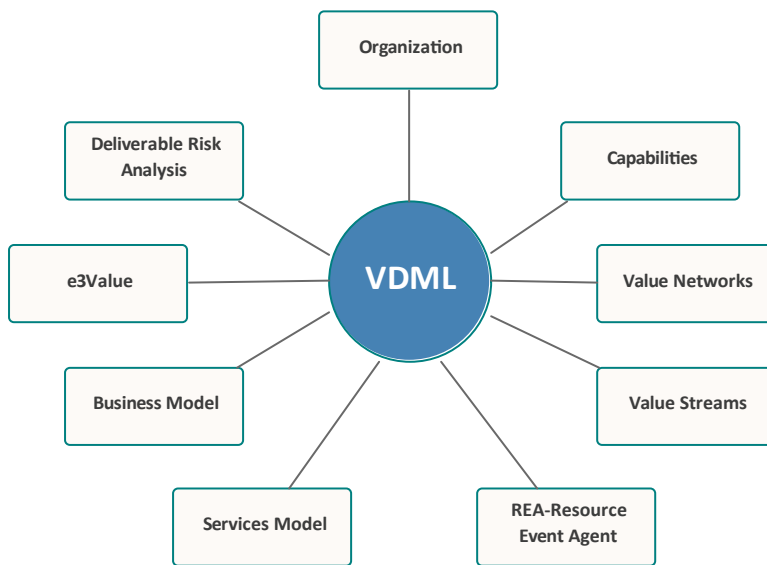 Organization
Deliverable Risk
Analysis
Capabilities
e3Value
VDML
Value Networks
Business Model
Value Streams
Services Model
REA-Resource
Event Agent